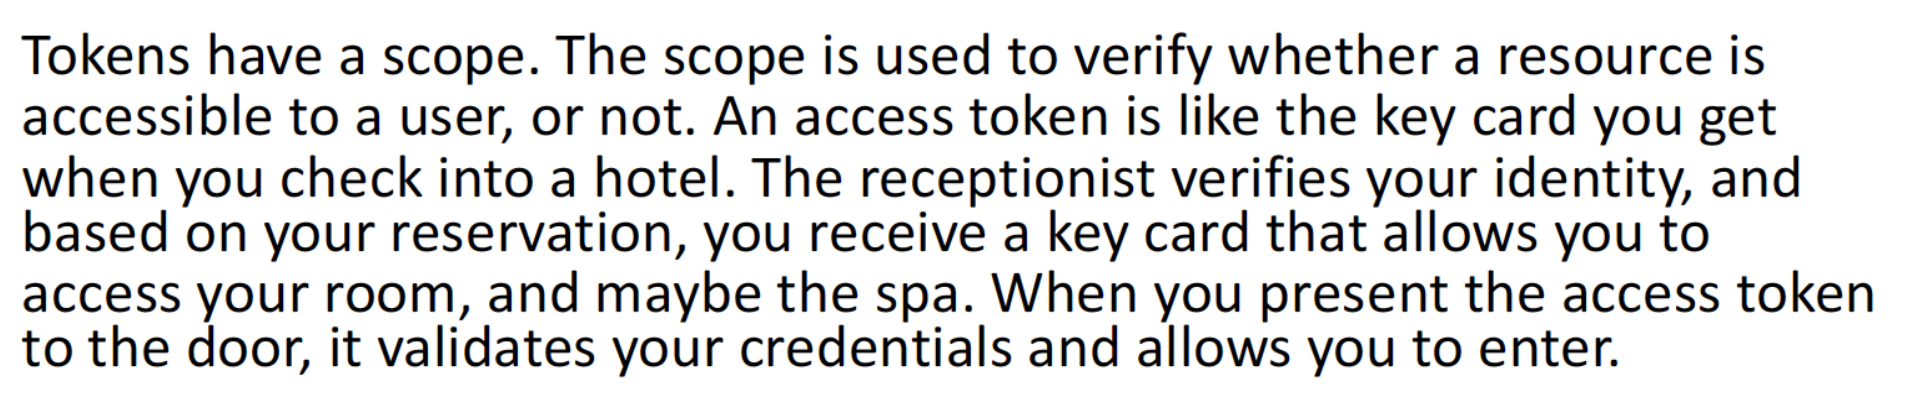 Tokens have a scope. The scope is used to verify whether a resource is
accessible to a user, or not. An access token is like the key card you get
when you check into a hotel. The receptionist verifies your identity, and
based on your reservation, you receive a key card that allows you to
access your room, and maybe the spa. When you present the access token
to the door, it validates your credentials and allows you to enter.